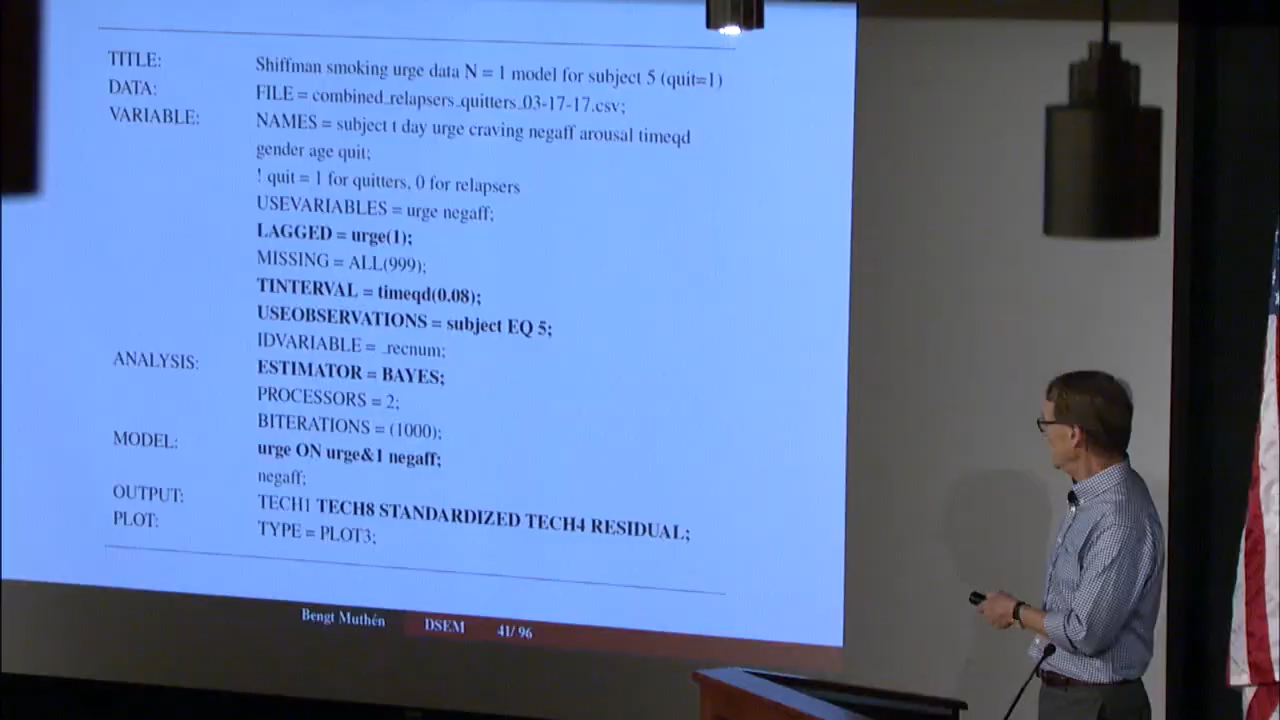 TITLE: Shiffman smoking urge data N = 1 model for subject 5 (quit=1)
DATA: FILE = combined_relapsers_quitters_03-17-17.csv;
VARIABLE: NAMES = subject t day urge craving negaff arousal timeqd
gender age quit;
! quit = 1 for quitters, 0 for relapsers
USEVARIABLES = urge negaff;
LAGGED = urge(1);
MISSING = ALL(999);
TINTERVAL = timeqd(0.08);
USEOBSERVATIONS = subject EQ 5;
IDVARIABLE = _recnum;
ANALYSIS: ESTIMATOR = BAYES;
PROCESSORS = 2;
BITERATIONS = (1000);
MODEL: urge ON urge&1 negaff;
negaff;
OUTPUT: TECH1 TECH8 STANDARDIZED TECH4 RESIDUAL;
PLOT: TYPE = PLOT3;
Bengt Muthén DSEM 41/ 96